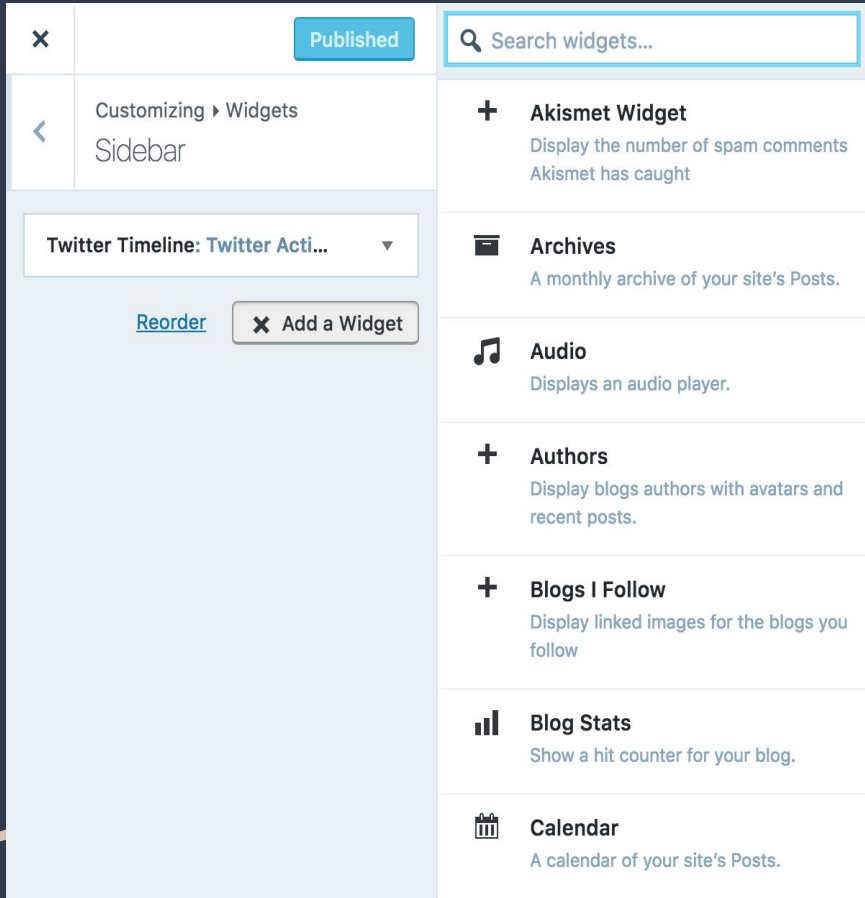 Published
Customizing ▸ Widgets
Sidebar
Twitter Timeline: Twitter Acti...
Reorder
Add a Widget
Search widgets...
Akismet Widget
Display the number of spam comments
Akismet has caught
Archives
A monthly archive of your site's Posts.
Audio
Displays an audio player.
Authors
Display blogs authors with avatars and
recent posts.
Blogs I Follow
Display linked images for the blogs you
follow
Blog Stats
Show a hit counter for your blog.
Calendar
A calendar of your site's Posts.